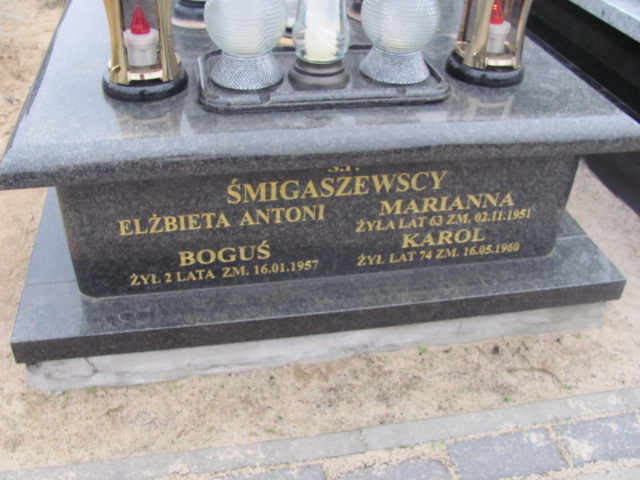 Ś.P.
ŚMIGASZEWSCY
ELŻBIETA ANTONI
BOGUŚ
ŻYŁ 2 LATA ZM. 16.01.1957
MARIANNA
ŻYŁA LAT 63 ZM. 02.11.1951
KAROL
ŻYŁ LAT 74 ZM. 16.05.1960